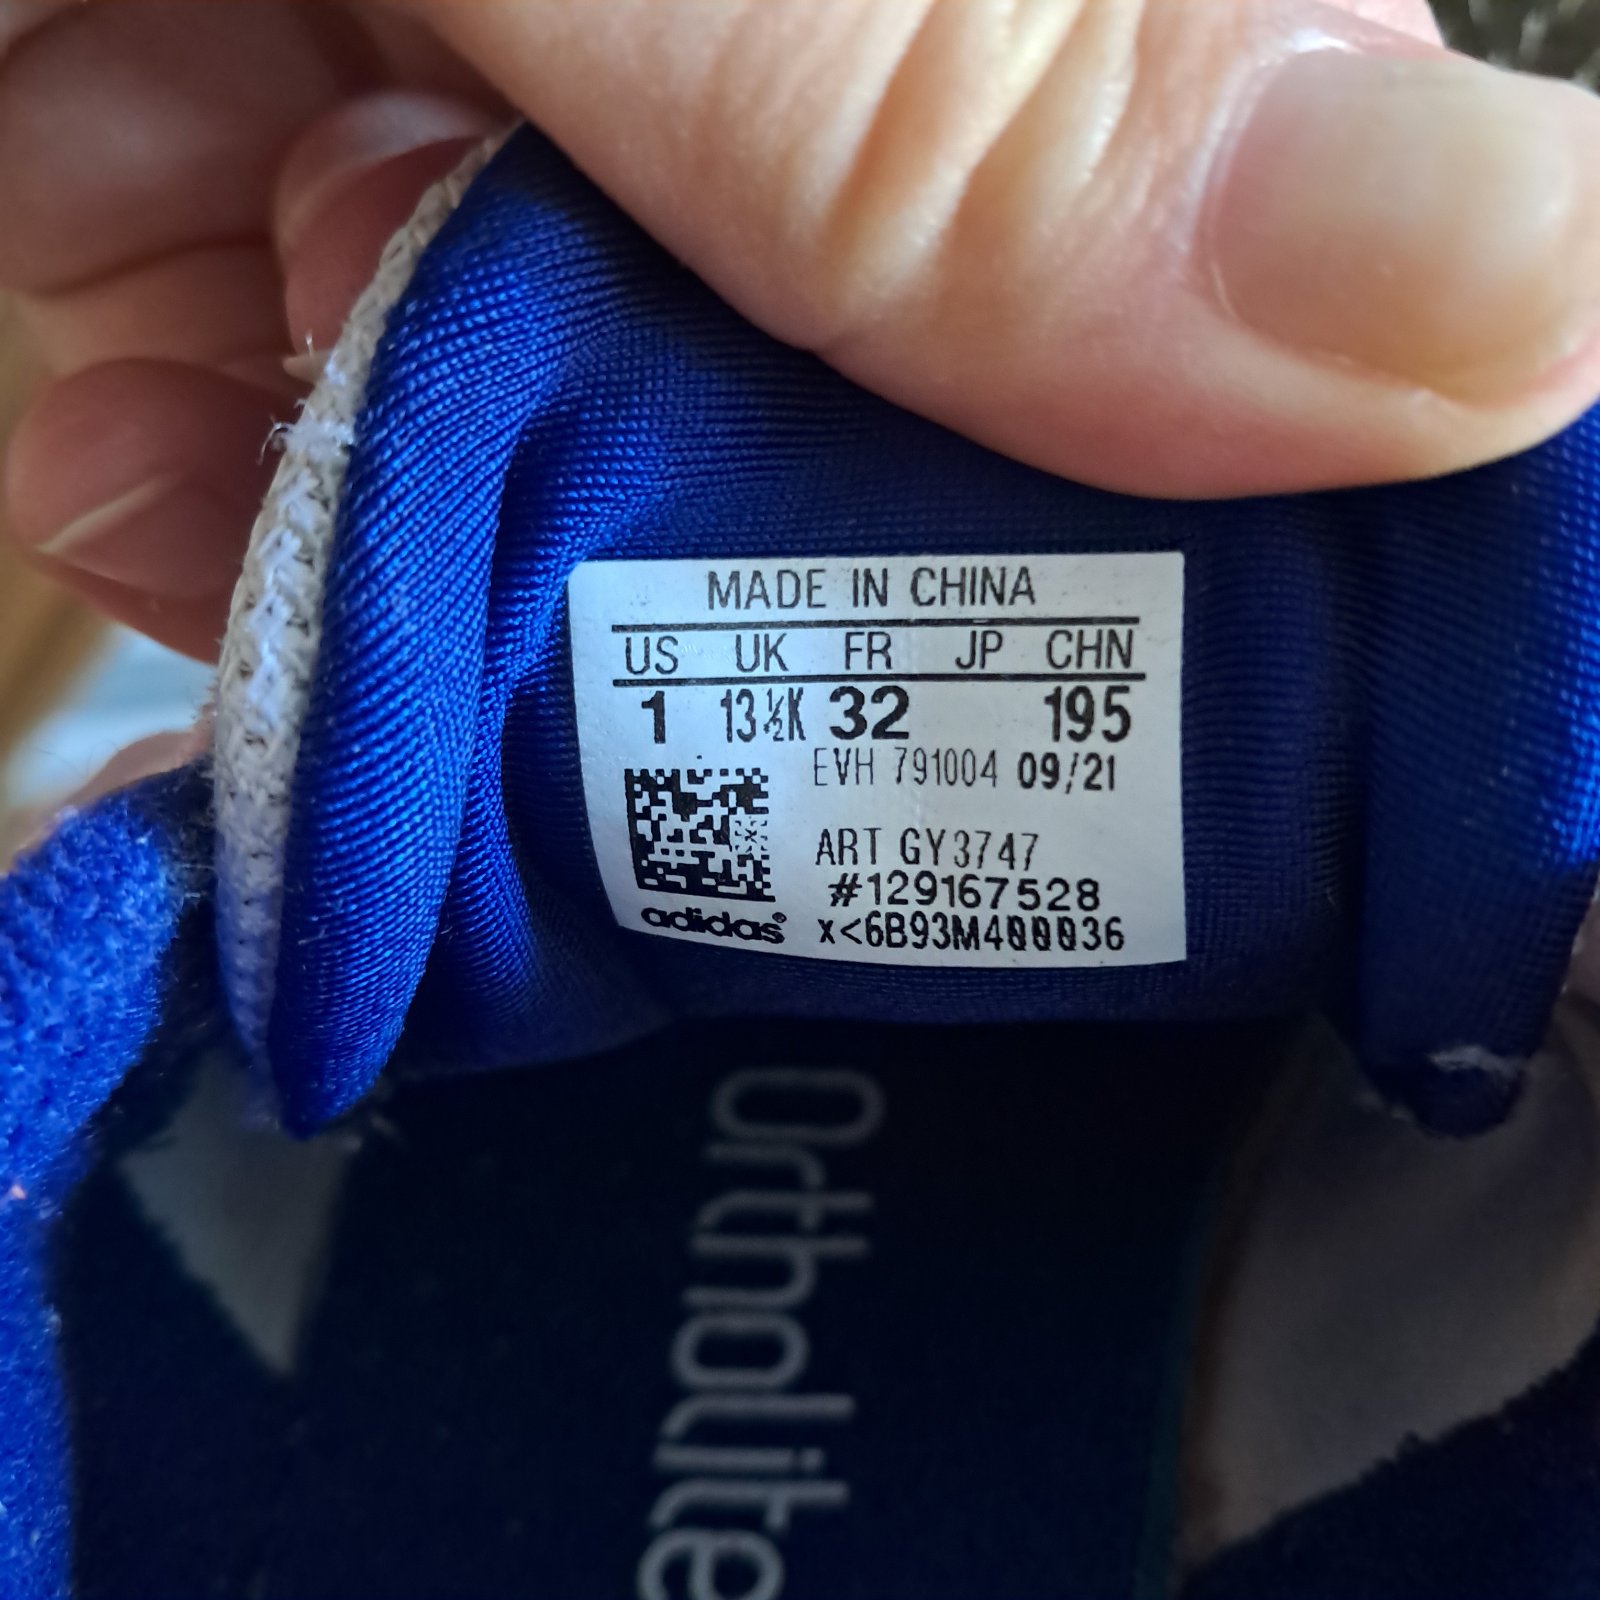 MADE IN CHINA
US UK FR JP CHN
1 13½K 32 195
EVH 791004 09/21
ART GY3747
#129167528
adidas® x<6B93M400036
Ortholite